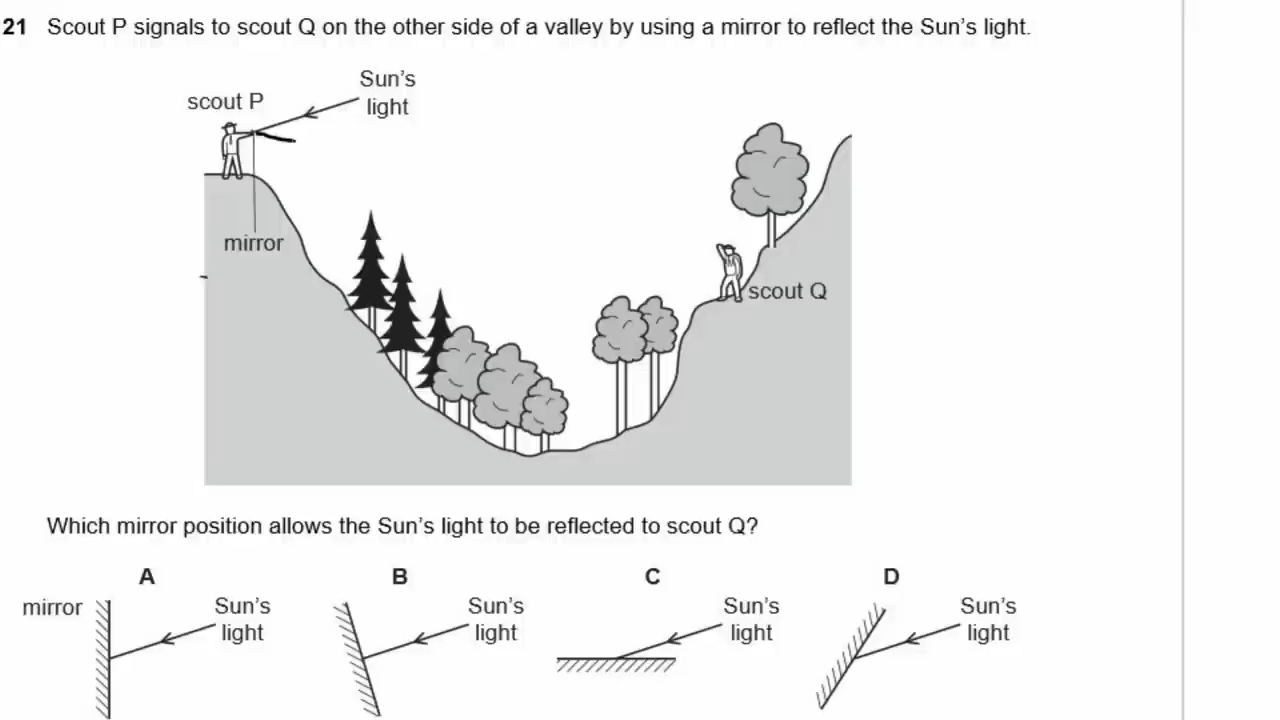 21 Scout P signals to scout Q on the other side of a valley by using a mirror to reflect the Sun's light.
Sun's
light
scout P
mirror
scout Q
Which mirror position allows the Sun's light to be reflected to scout Q?
A B C D
mirror Sun's Sun's Sun's Sun's
light light light light